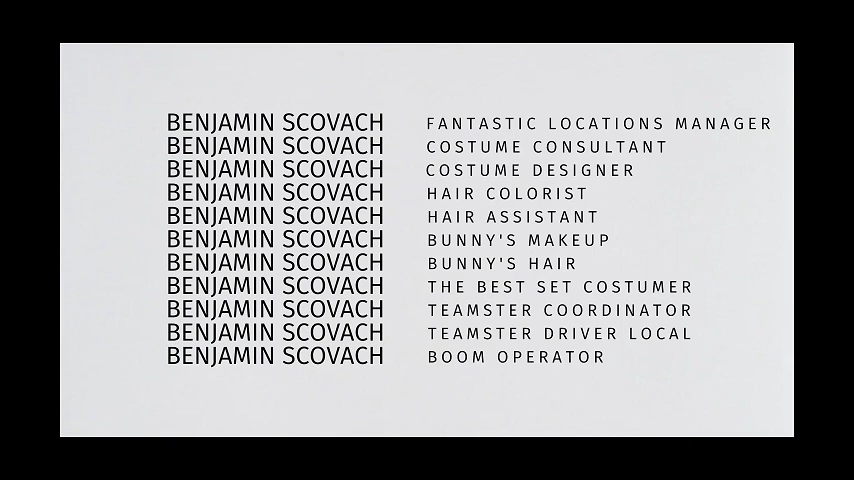 BENJAMIN SCOVACH FANTASTIC LOCATIONS MANAGER
BENJAMIN SCOVACH COSTUME CONSULTANT
BENJAMIN SCOVACH COSTUME DESIGNER
BENJAMIN SCOVACH HAIR COLORIST
BENJAMIN SCOVACH HAIR ASSISTANT
BENJAMIN SCOVACH BUNNY'S MAKEUP
BENJAMIN SCOVACH BUNNY'S HAIR
BENJAMIN SCOVACH THE BEST SET COSTUMER
BENJAMIN SCOVACH TEAMSTER COORDINATOR
BENJAMIN SCOVACH TEAMSTER DRIVER LOCAL
BENJAMIN SCOVACH BOOM OPERATOR